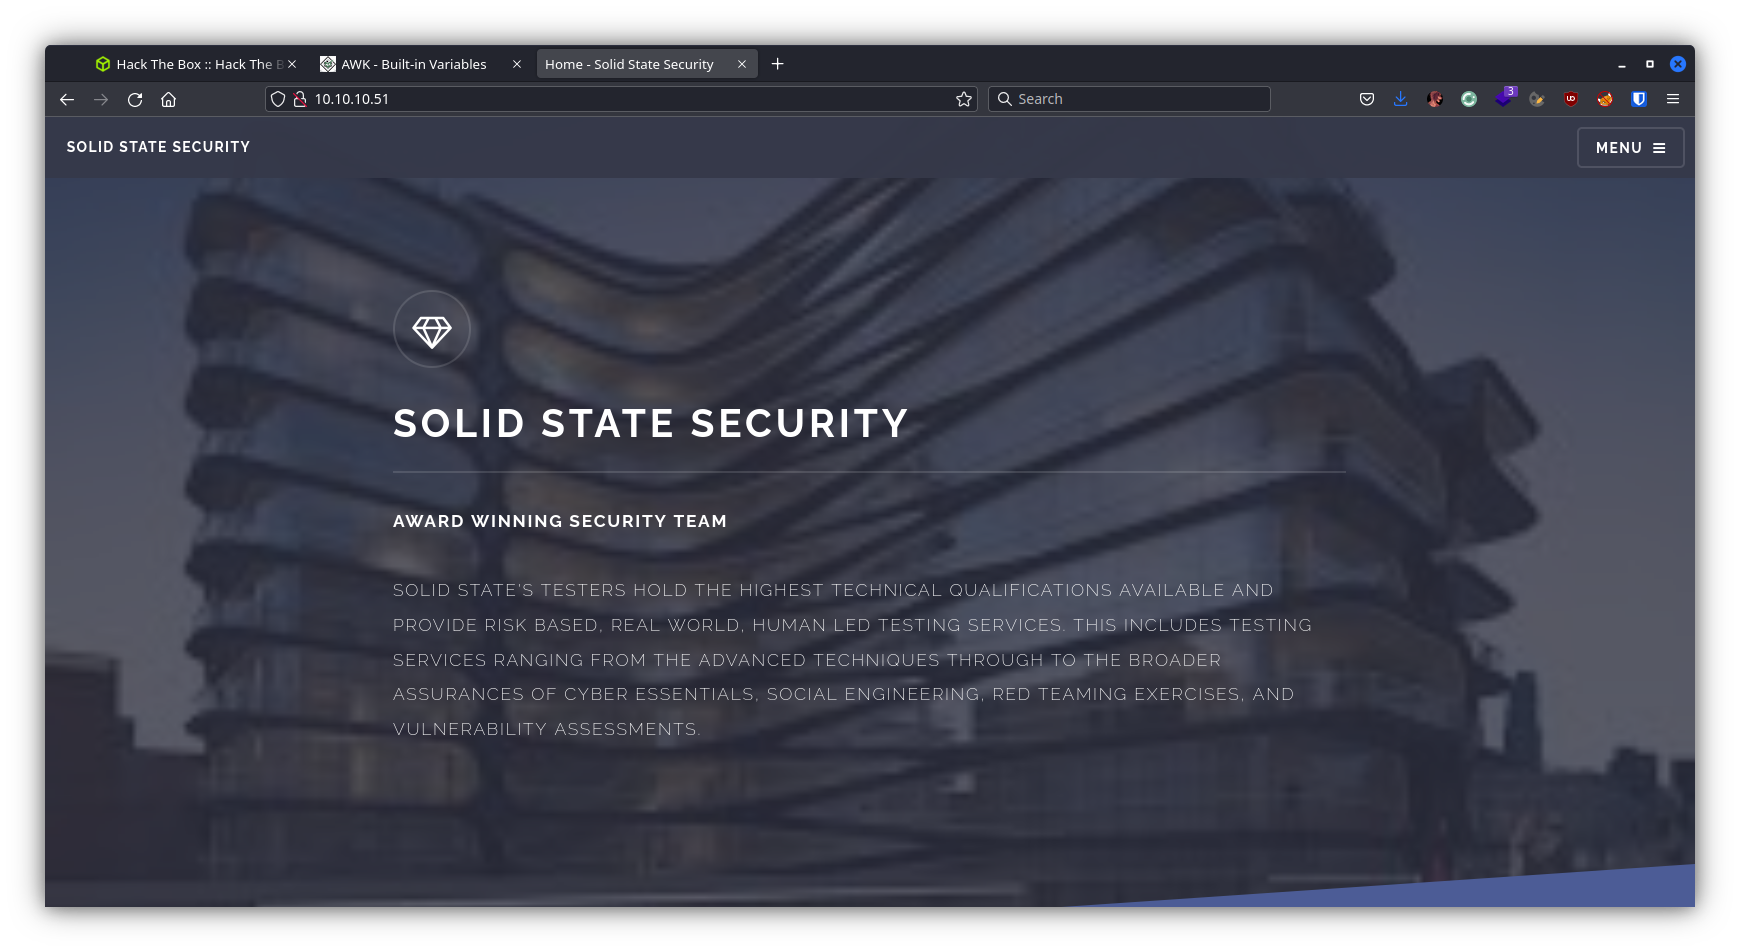 Hack The Box :: Hack The B
AWK - Built-in Variables
Home - Solid State Security
10.10.10.51
Search
3
SOLID STATE SECURITY
MENU
SOLID STATE SECURITY
AWARD WINNING SECURITY TEAM
SOLID STATE'S TESTERS HOLD THE HIGHEST TECHNICAL QUALIFICATIONS AVAILABLE AND
PROVIDE RISK BASED, REAL WORLD, HUMAN LED TESTING SERVICES. THIS INCLUDES TESTING
SERVICES RANGING FROM THE ADVANCED TECHNIQUES THROUGH TO THE BROADER
ASSURANCES OF CYBER ESSENTIALS, SOCIAL ENGINEERING, RED TEAMING EXERCISES, AND
VULNERABILITY ASSESSMENTS.